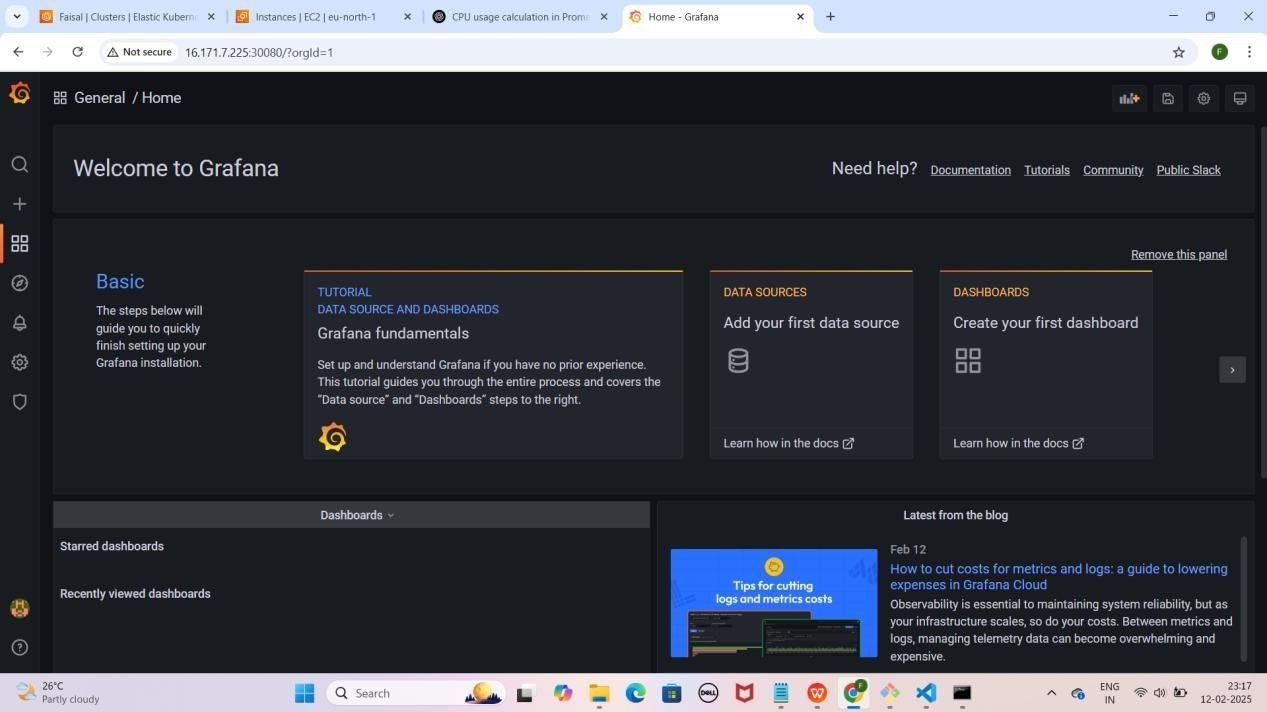 Faisal | Clusters | Elastic Kuberne
Instances | EC2 | eu-north-1
CPU usage calculation in Prome
Home - Grafana
Not secure
16.171.7.225:30080/?orgId=1
F
General / Home
Welcome to Grafana
Need help?
Documentation
Tutorials
Community
Public Slack
Remove this panel
Basic
The steps below will
guide you to quickly
finish setting up your
Grafana installation.
TUTORIAL
DATA SOURCE AND DASHBOARDS
Grafana fundamentals
Set up and understand Grafana if you have no prior experience.
This tutorial guides you through the entire process and covers the
“Data source” and “Dashboards” steps to the right.
DATA SOURCES
Add your first data source
Learn how in the docs
DASHBOARDS
Create your first dashboard
Learn how in the docs
Dashboards
Starred dashboards
Recently viewed dashboards
Latest from the blog
Tips for cutting
logs and metrics costs
Feb 12
How to cut costs for metrics and logs: a guide to lowering
expenses in Grafana Cloud
Observability is essential to maintaining system reliability, but as
your infrastructure scales, so do your costs. Between metrics and
logs, managing telemetry data can become overwhelming and
expensive.
26°C
Partly cloudy
Search
DELL
F
ENG
IN
23:17
12-02-2025